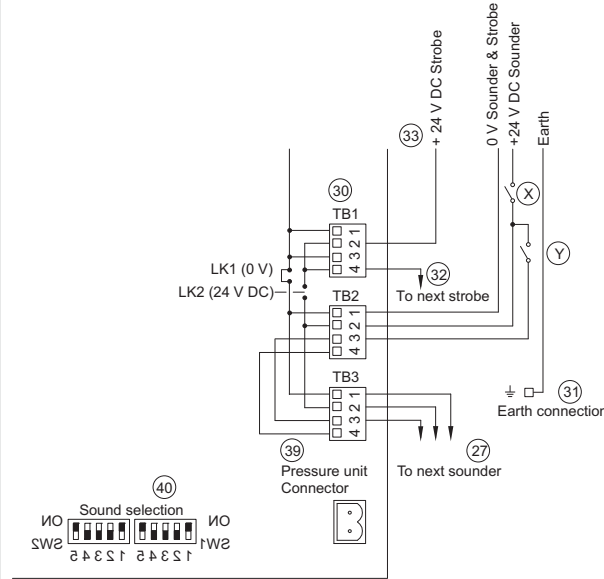 + 24 V DC Strobe
0 V Sounder & Strobe
+24 V DC Sounder
Earth
33
30
TB1
1
2
3
4
X
Y
LK1 (0 V)
LK2 (24 V DC)
32
To next strobe
TB2
1
2
3
4
TB3
1
2
3
4
31
Earth connection
39
Pressure unit
Connector
27
To next sounder
40
Sound selection
ON
SW2
1 2 3 4 5
1 2 3 4 5
ON
SW1